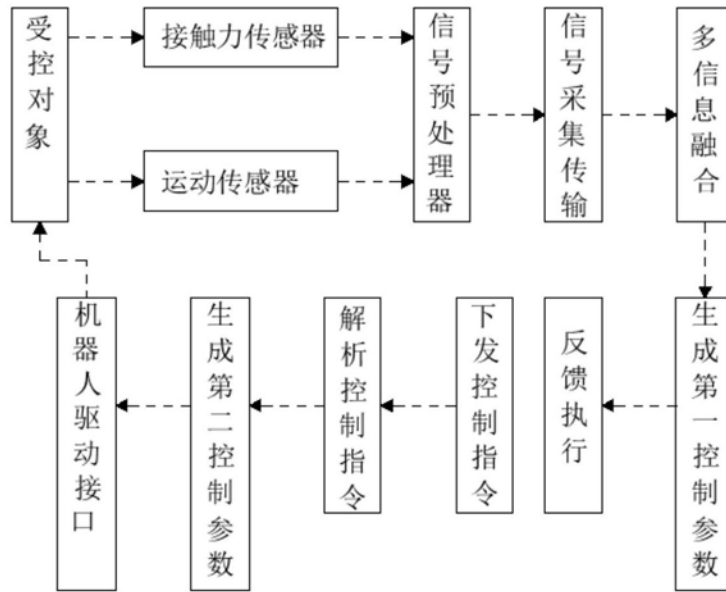 受控对象
接触力传感器
运动传感器
信号预处理器
信号采集传输
多信息融合
机器人驱动接口
生成第二控制参数
解析控制指令
下发控制指令
反馈执行
生成第一控制参数